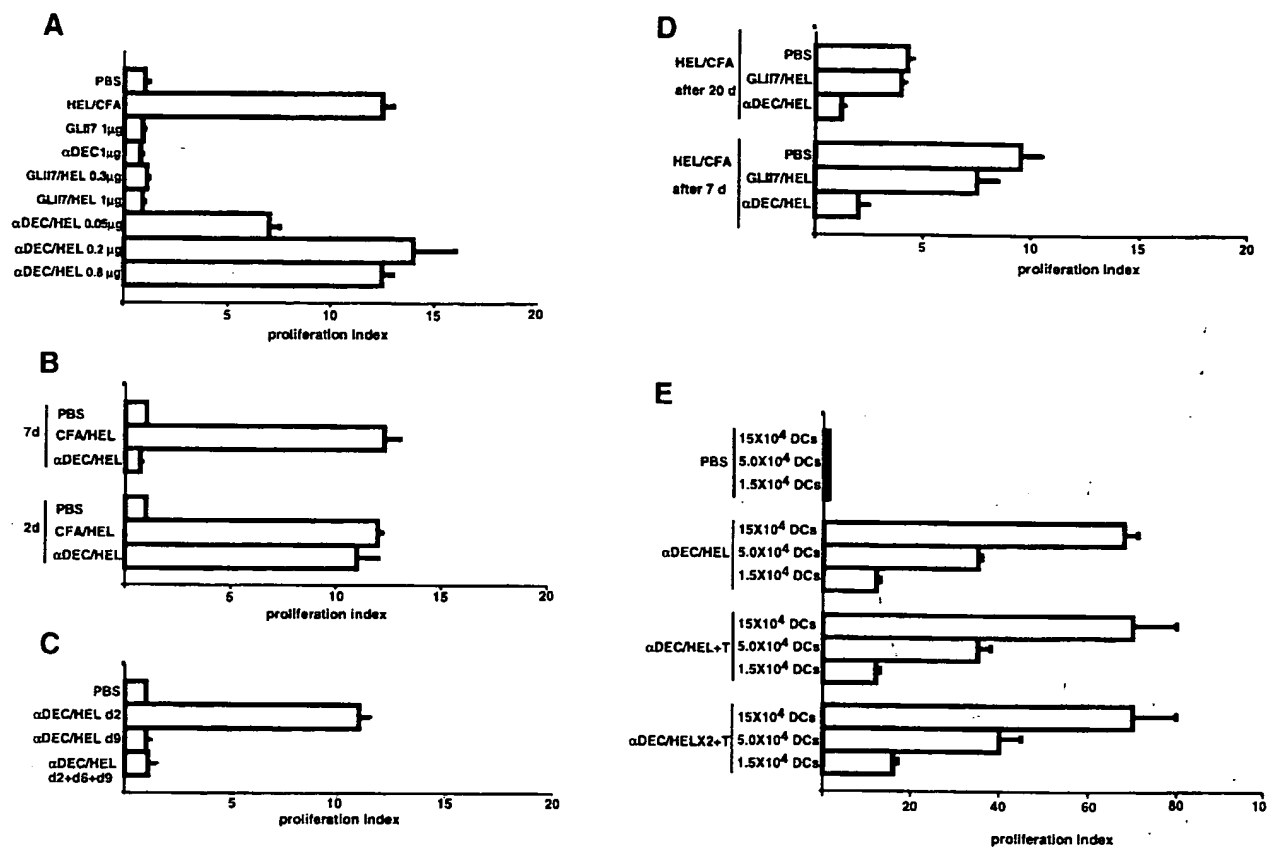 A
PBS
HEL/CFA
GLII7 1µg
αDEC1µg
GLII7/HEL 0.3µg
GLII7/HEL 1µg
αDEC/HEL 0.05µg
αDEC/HEL 0.2 µg
αDEC/HEL 0.8 µg
5 10 15 20
proliferation Index
B
7d
PBS
CFA/HEL
αDEC/HEL
2d
PBS
CFA/HEL
αDEC/HEL
5 10 15 20
proliferation Index
C
PBS
αDEC/HEL d2
αDEC/HEL d9
αDEC/HEL
d2+d6+d9
5 10 15 20
proliferation Index
D
HEL/CFA
after 20 d
PBS
GLII7/HEL
αDEC/HEL
HEL/CFA
after 7 d
PBS
GLII7/HEL
αDEC/HEL
5 10 15 20
proliferation Index
E
PBS
15X10⁴ DCs
5.0X10⁴ DCs
1.5X10⁴ DCs
αDEC/HEL
15X10⁴ DCs
5.0X10⁴ DCs
1.5X10⁴ DCs
αDEC/HEL+T
15X10⁴ DCs
5.0X10⁴ DCs
1.5X10⁴ DCs
αDEC/HELX2+T
15X10⁴ DCs
5.0X10⁴ DCs
1.5X10⁴ DCs
20 40 60 80 10
proliferation Index